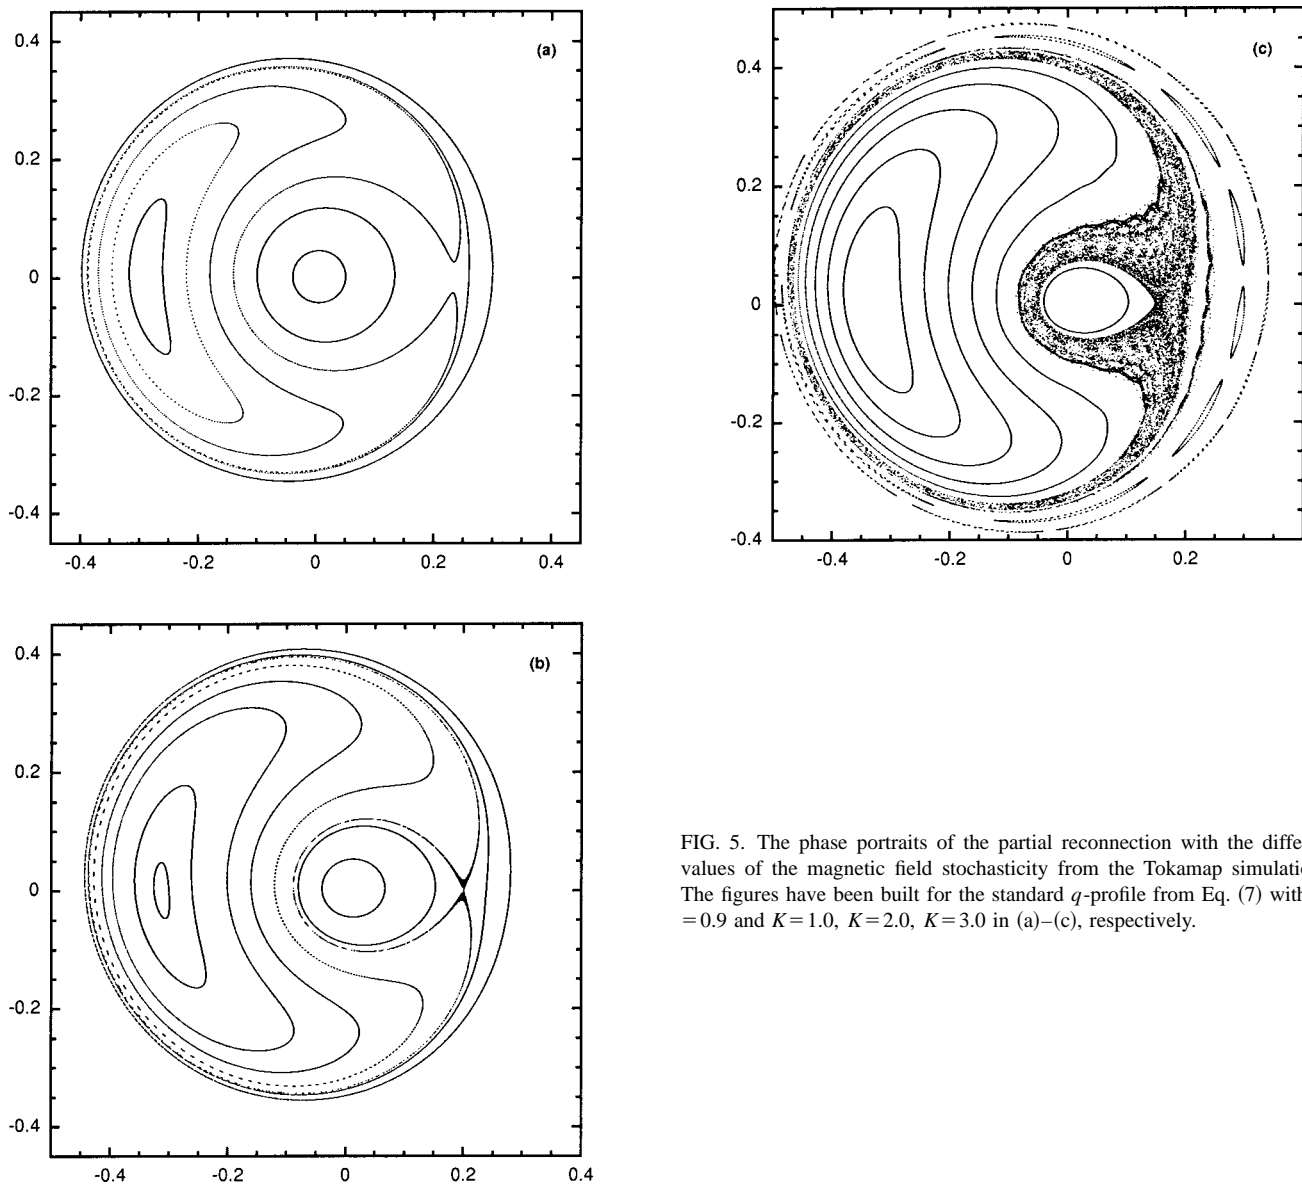 (a)
0.4
0.2
0
-0.2
-0.4
-0.4 -0.2 0 0.2 0.4
(c)
0.4
0.2
0
-0.2
-0.4
-0.4 -0.2 0 0.2
(b)
0.4
0.2
0
-0.2
-0.4
-0.4 -0.2 0 0.2 0.4
FIG. 5. The phase portraits of the partial reconnection with the differ
values of the magnetic field stochasticity from the Tokamap simulatic
The figures have been built for the standard q-profile from Eq. (7) with
=0.9 and K=1.0, K=2.0, K=3.0 in (a)–(c), respectively.